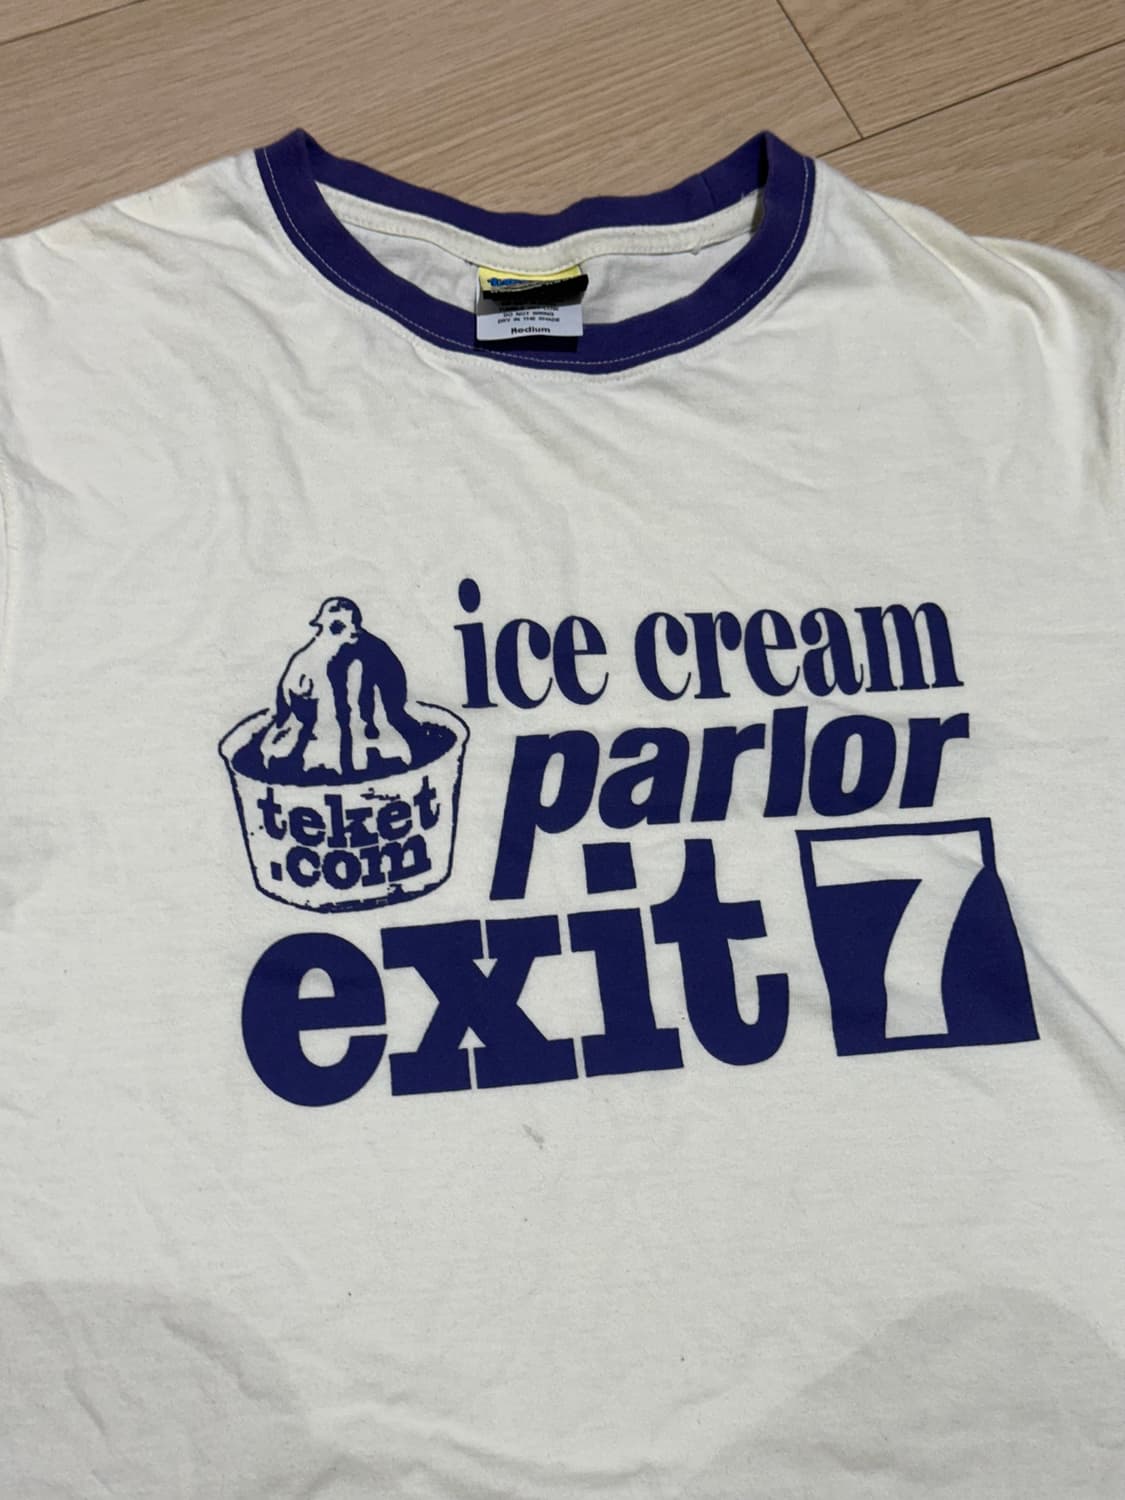 DO NOT WRING
DRY IN THE SHADE
Medium
ice cream
parlor
teket
.com
exit 7